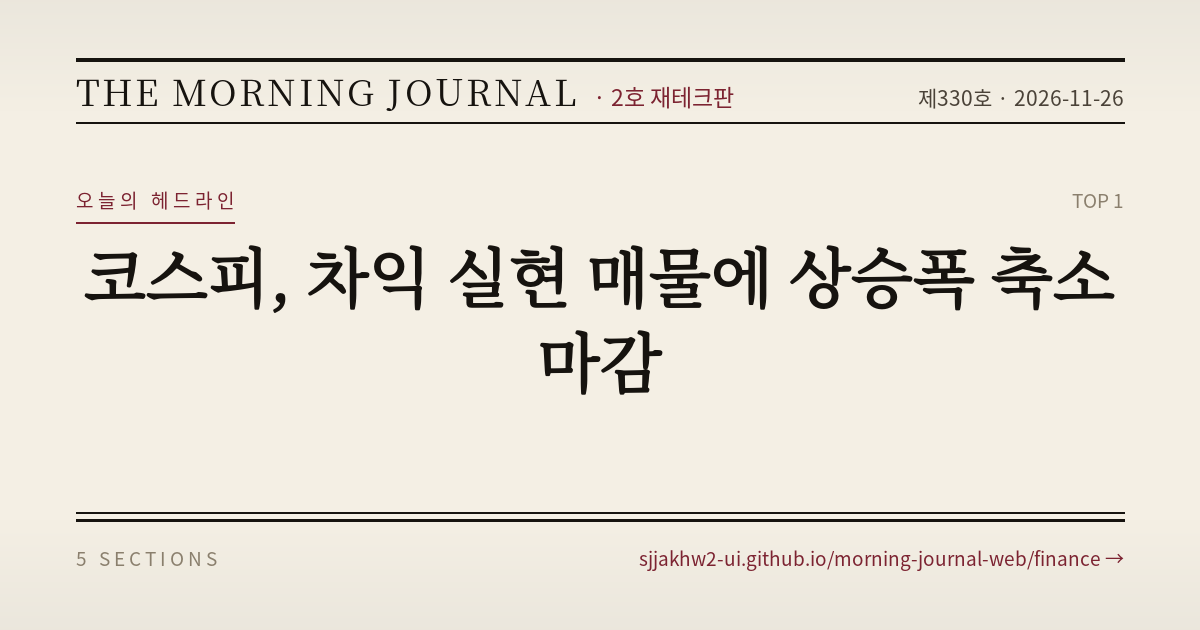 THE MORNING JOURNAL · 2호 재테크판 제330호 · 2026-11-26
오늘의 헤드라인 TOP 1
코스피, 차익 실현 매물에 상승폭 축소
마감
5 SECTIONS sjjakhw2-ui.github.io/morning-journal-web/finance →